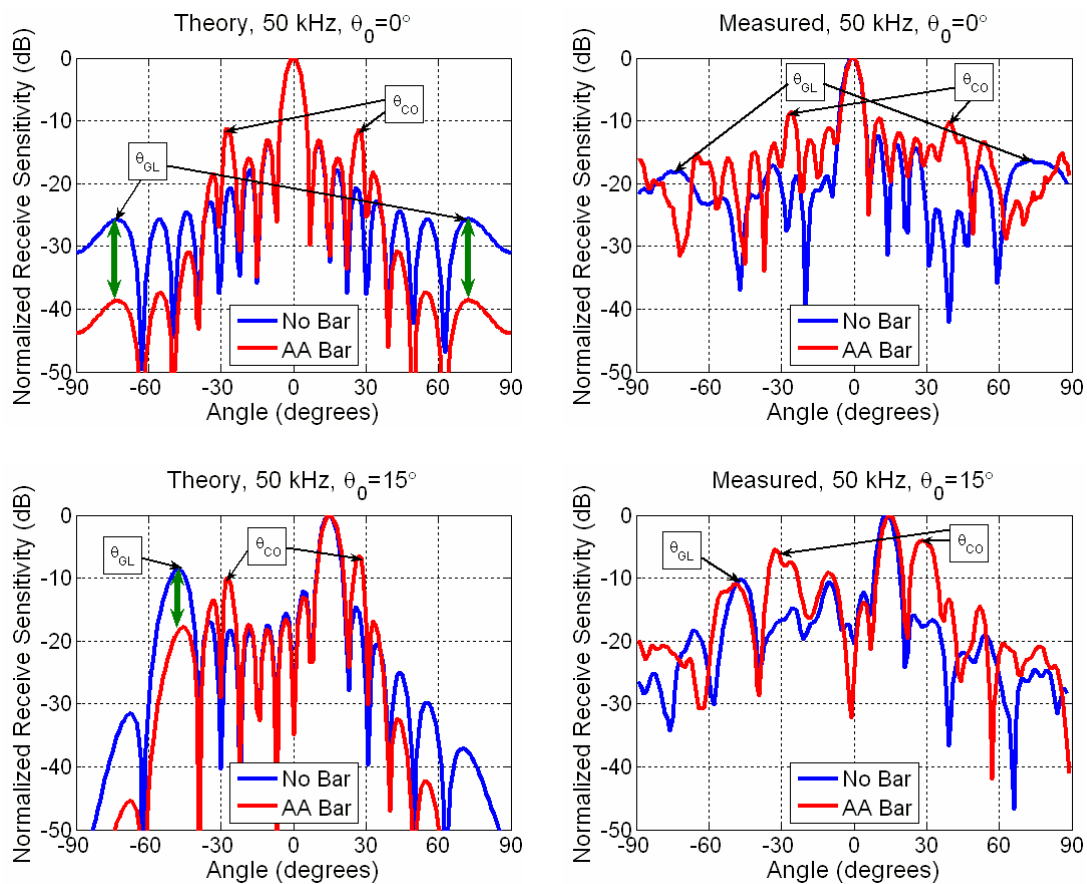 Theory, 50 kHz, θ0=0°
Normalized Receive Sensitivity (dB)
0
-10
-20
-30
-40
-50
θCO
θGL
No Bar
AA Bar
-90 -60 -30 0 30 60 90
Angle (degrees)
Measured, 50 kHz, θ0=0°
Normalized Receive Sensitivity (dB)
0
-10
-20
-30
-40
-50
θGL
θCO
No Bar
AA Bar
-90 -60 -30 0 30 60 90
Angle (degrees)
Theory, 50 kHz, θ0=15°
Normalized Receive Sensitivity (dB)
0
-10
-20
-30
-40
-50
θGL
θCO
No Bar
AA Bar
-90 -60 -30 0 30 60 90
Angle (degrees)
Measured, 50 kHz, θ0=15°
Normalized Receive Sensitivity (dB)
0
-10
-20
-30
-40
-50
θGL
θCO
No Bar
AA Bar
-90 -60 -30 0 30 60 90
Angle (degrees)